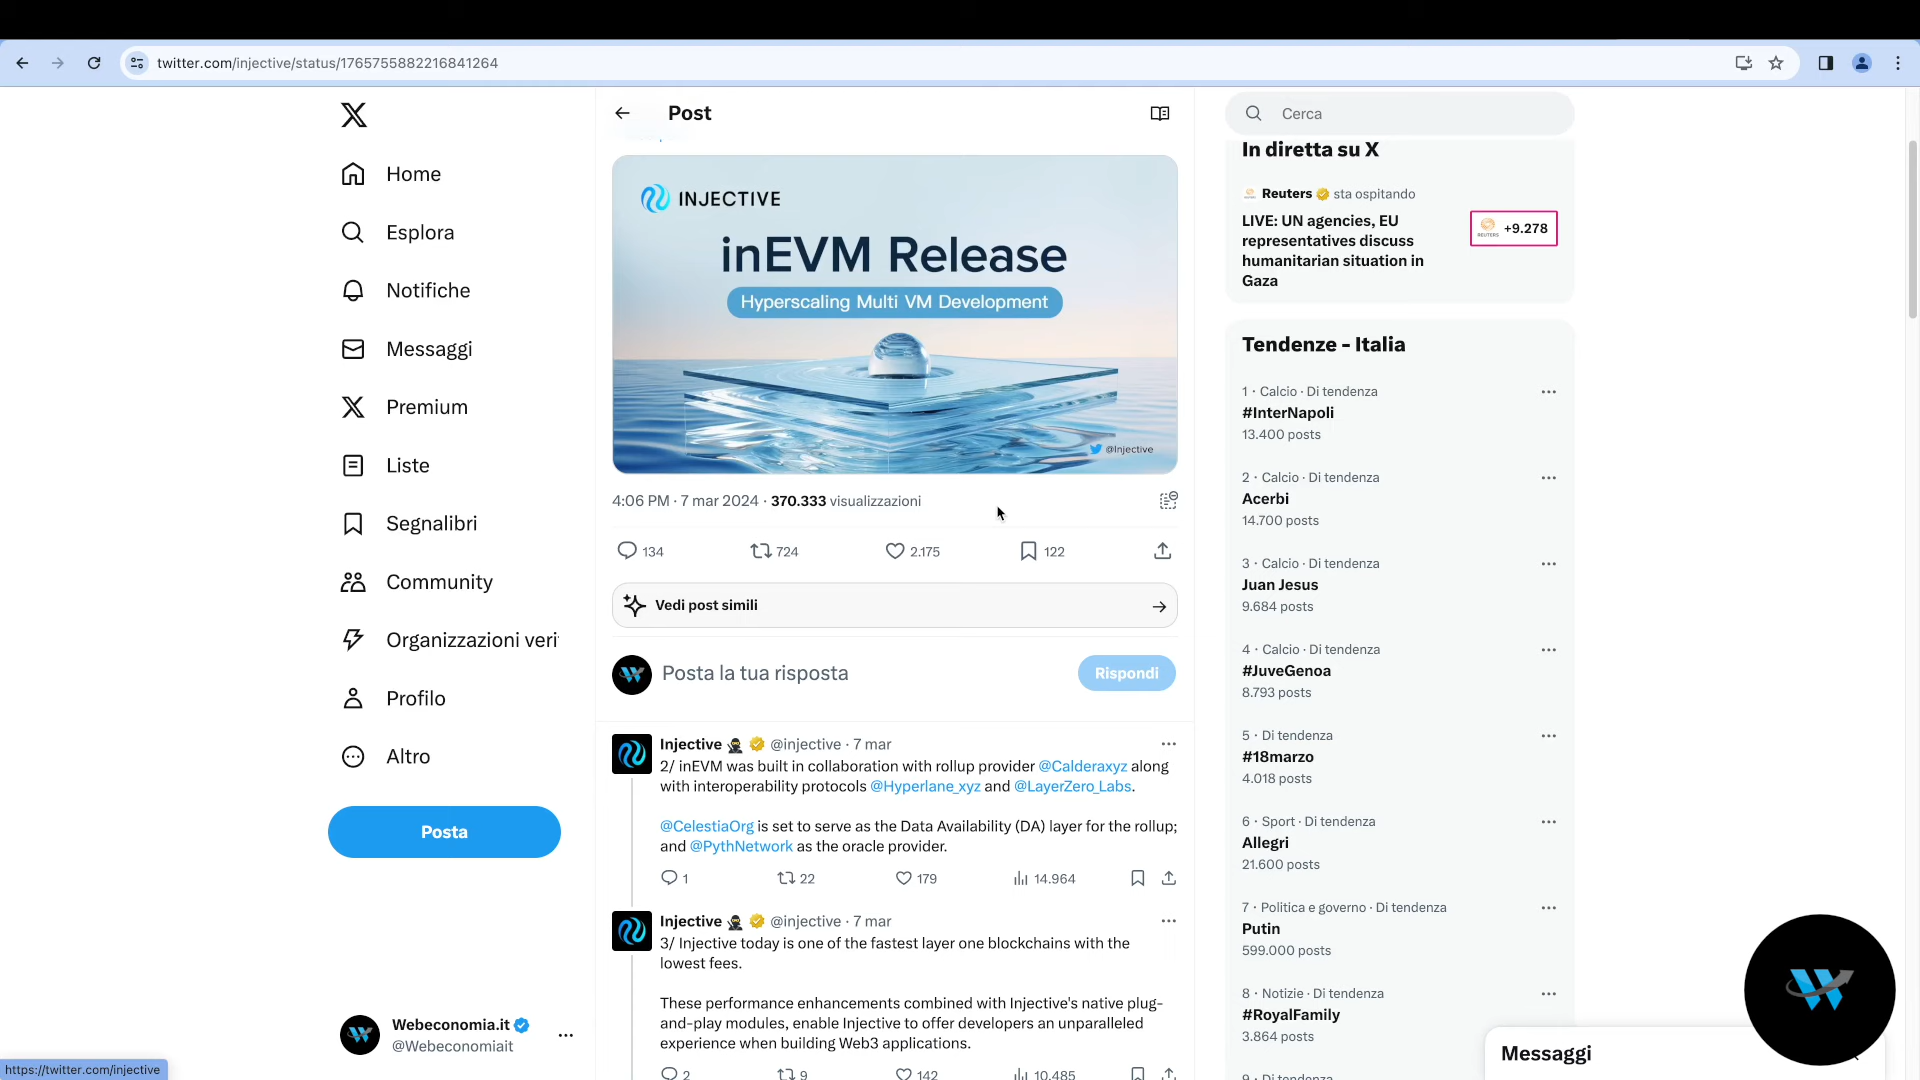 twitter.com/injective/status/1765755882216841264
Post
Cerca
Home
Esplora
Notifiche
Messaggi
Premium
Liste
Segnalibri
Community
Organizzazioni veri
Profilo
Altro
Posta
Webeconomia.it
@Webeconomiait
https://twitter.com/injective
INJECTIVE
inEVM Release
Hyperscaling Multi VM Development
@Injective
4:06 PM · 7 mar 2024 · 370.333 visualizzazioni
134 724 2.175 122
Vedi post simili
Posta la tua risposta
Rispondi
Injective @injective · 7 mar
2/ inEVM was built in collaboration with rollup provider @Calderaxyz along
with interoperability protocols @Hyperlane_xyz and @LayerZero_Labs.
@CelestiaOrg is set to serve as the Data Availability (DA) layer for the rollup;
and @PythNetwork as the oracle provider.
1 22 179 14.964
Injective @injective · 7 mar
3/ Injective today is one of the fastest layer one blockchains with the
lowest fees.
These performance enhancements combined with Injective's native plug-
and-play modules, enable Injective to offer developers an unparalleled
experience when building Web3 applications.
2 9 142 10.485
In diretta su X
Reuters sta ospitando
LIVE: UN agencies, EU
representatives discuss
humanitarian situation in
Gaza
REUTERS +9.278
Tendenze - Italia
1 · Calcio · Di tendenza
#InterNapoli
13.400 posts
2 · Calcio · Di tendenza
Acerbi
14.700 posts
3 · Calcio · Di tendenza
Juan Jesus
9.684 posts
4 · Calcio · Di tendenza
#JuveGenoa
8.793 posts
5 · Di tendenza
#18marzo
4.018 posts
6 · Sport · Di tendenza
Allegri
21.600 posts
7 · Politica e governo · Di tendenza
Putin
599.000 posts
8 · Notizie · Di tendenza
#RoyalFamily
3.864 posts
9 · Di tendenza
Messaggi